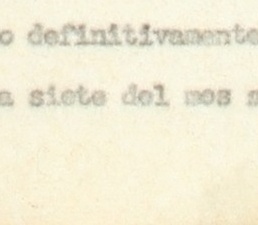 o definitivamente
a siete del mes